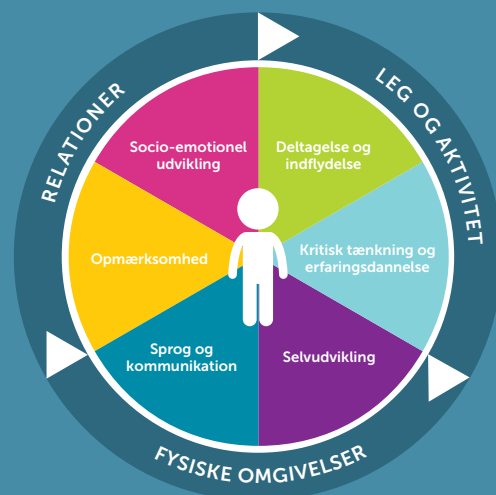 RELATIONER
LEG OG AKTIVITET
Socio-emotionel
udvikling
Deltagelse og
indflydelse
Opmærksomhed
Kritisk tænkning og
erfaringsdannelse
Sprog og
kommunikation
Selvudvikling
FYSISKE OMGIVELSER